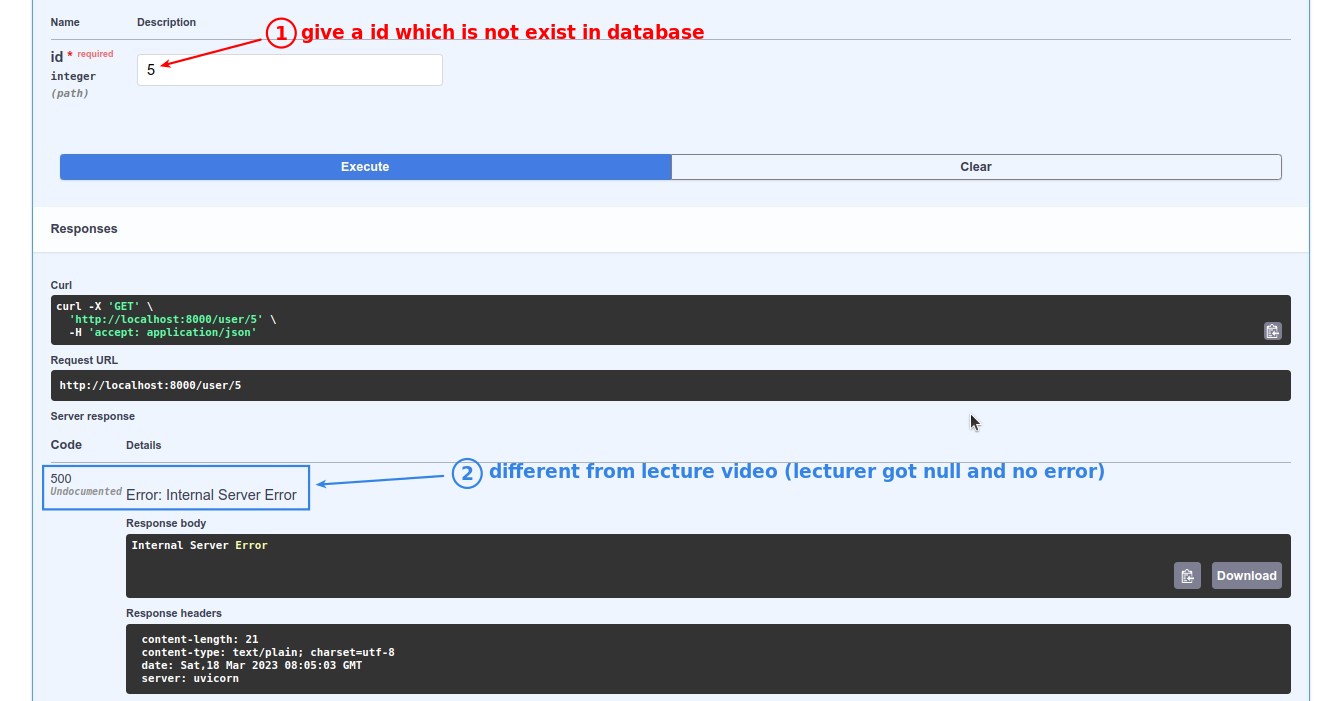 Name Description
① give a id which is not exist in database
id * required
integer
(path)
5
Execute Clear
Responses
Curl
curl -X 'GET' \
'http://localhost:8000/user/5' \
-H 'accept: application/json'
Request URL
http://localhost:8000/user/5
Server response
Code Details
② different from lecture video (lecturer got null and no error)
500
Undocumented Error: Internal Server Error
Response body
Internal Server Error
Download
Response headers
content-length: 21
content-type: text/plain; charset=utf-8
date: Sat,18 Mar 2023 08:05:03 GMT
server: uvicorn